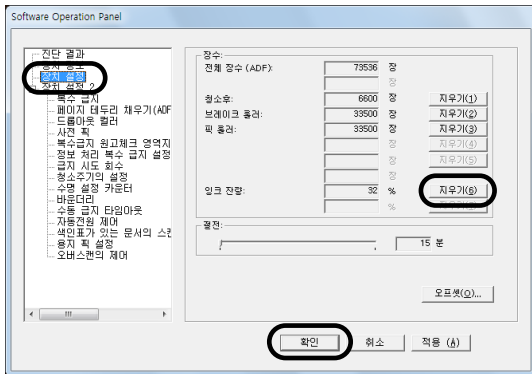 Software Operation Panel
진단 결과
장치 정보
장치 설정
장치 설정 2
복수 급지
페이지 테두리 채우기(ADF
드롭아웃 컬러
사전 픽
복수급지 원고체크 영역지
정보 처리 복수 급지 설정
급지 시도 회수
청소주기의 설정
수명 설정 카운터
바운더리
수동 급지 타임아웃
자동전원 제어
색인표가 있는 문서의 스캔
용지 픽 설정
오버스캔의 제어
장수:
전체 장수 (ADF): 73536 장
장
청소후: 6600 장 지우기(1)
브레이크 롤러: 33500 장 지우기(2)
픽 롤러: 33500 장 지우기(3)
장 지우기(4)
장 지우기(5)
잉크 잔량: 32 % 지우기(6)
%
절전:
15 분
오프셋(O)...
확인 취소 적용 (A)